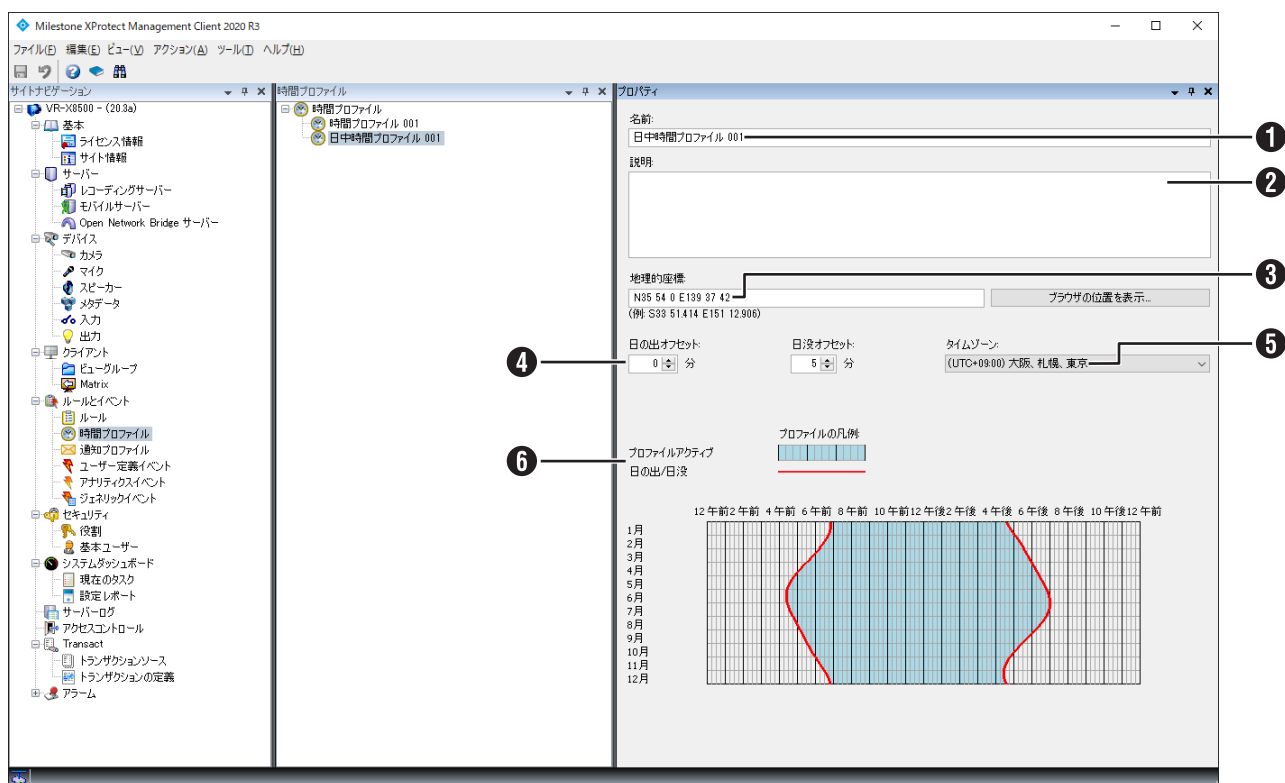 Milestone XProtect Management Client 2020 R3
ファイル(F) 編集(E) ビュー(V) アクション(A) ツール(T) ヘルプ(H)
サイトナビゲーション
VR-X8500 - (20.3a)
基本
ライセンス情報
サイト情報
サーバー
レコーディングサーバー
モバイルサーバー
Open Network Bridge サーバー
デバイス
カメラ
マイク
スピーカー
メタデータ
入力
出力
クライアント
ビューグループ
Matrix
ルールとイベント
ルール
時間プロファイル
通知プロファイル
ユーザー定義イベント
アナリティクスイベント
ジェネリックイベント
セキュリティ
役割
基本ユーザー
システムダッシュボード
現在のタスク
設定レポート
サーバーログ
アクセスコントロール
Transact
トランザクションソース
トランザクションの定義
アラーム
時間プロファイル
時間プロファイル
時間プロファイル 001
日中時間プロファイル 001
プロパティ
名前:
日中時間プロファイル 001
1
説明:
2
地理的座標:
N35 54 0 E139 37 42
ブラウザの位置を表示...
3
(例: S33 51.414 E151 12.906)
日の出オフセット: 日没オフセット: タイムゾーン:
4
0 分 5 分 (UTC+09:00) 大阪、札幌、東京
5
プロファイルの凡例:
6
プロファイルアクティブ
日の出/日没
12 午前2 午前 4 午前 6 午前 8 午前 10 午前12 午後2 午後 4 午後 6 午後 8 午後 10 午後12 午前
1月
2月
3月
4月
5月
6月
7月
8月
9月
10月
11月
12月